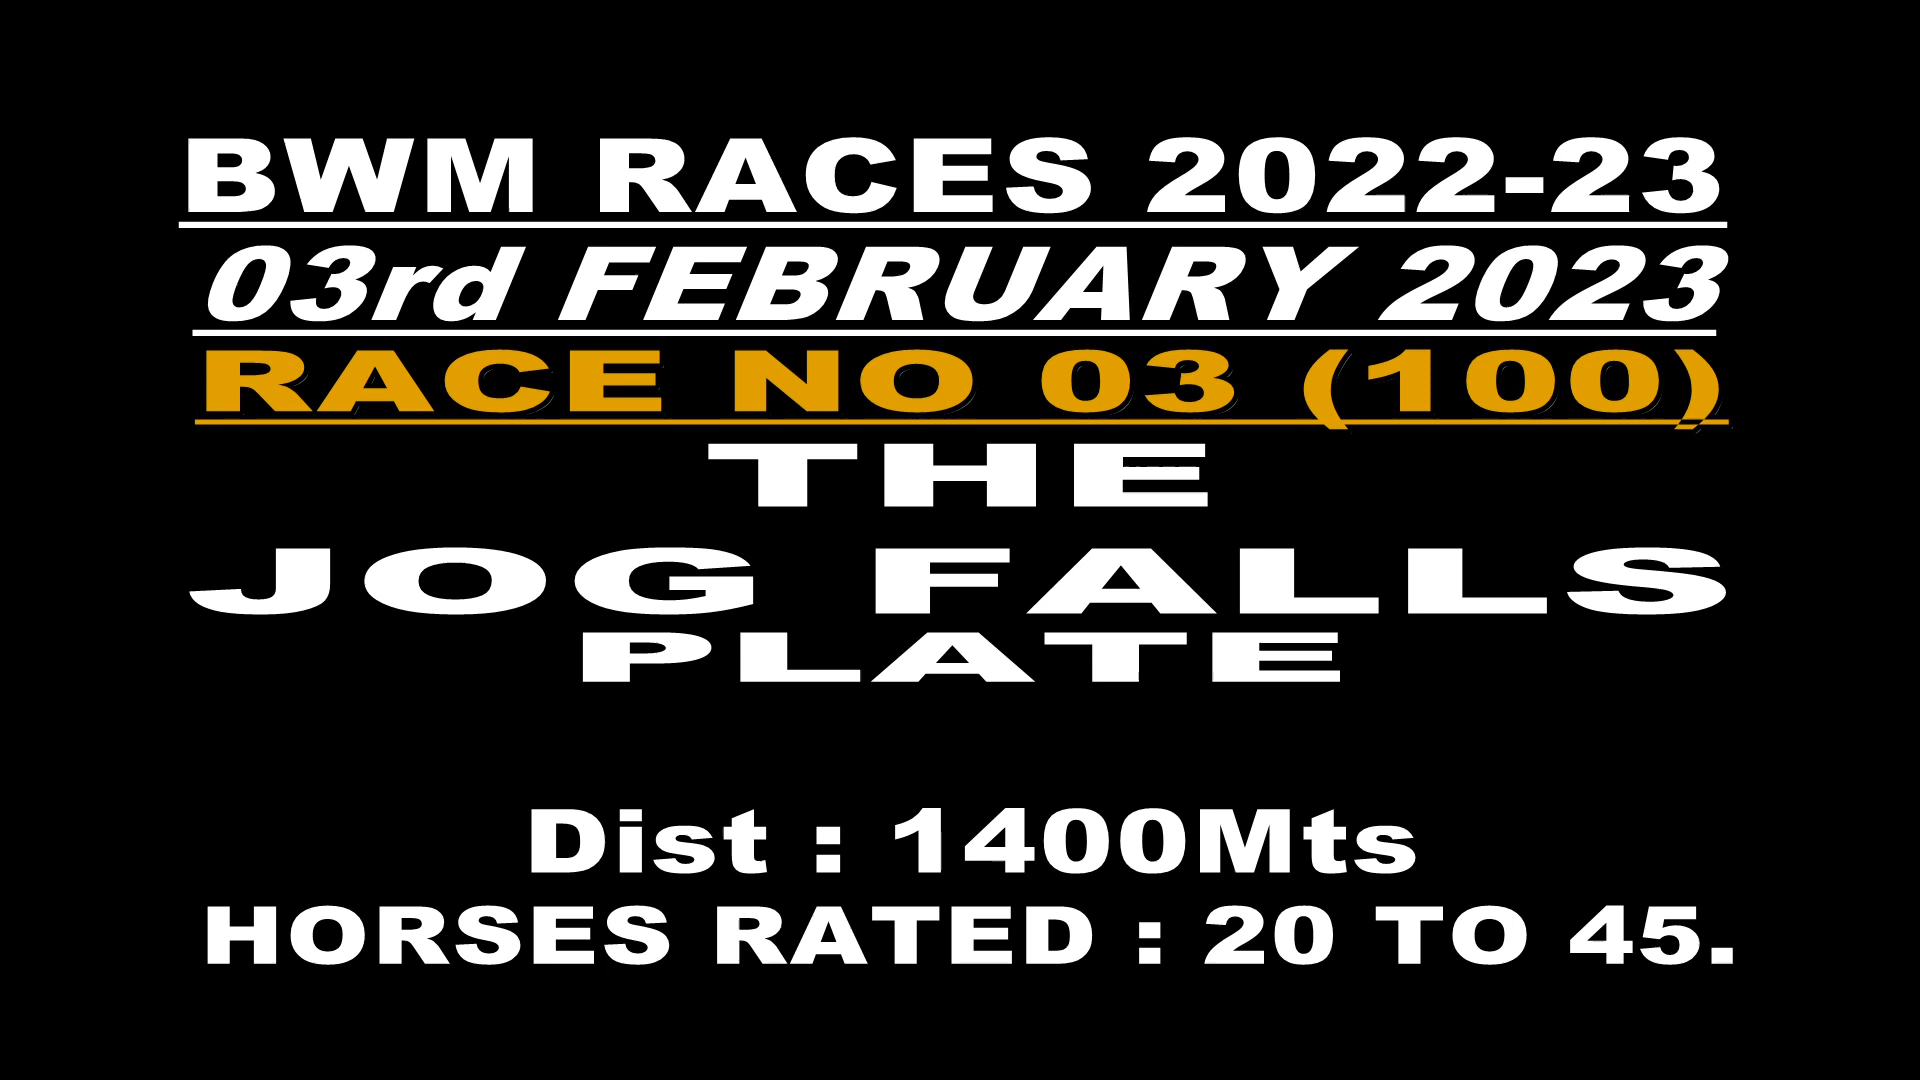 BWM RACES 2022-23
03rd FEBRUARY 2023
RACE NO 03 (100)
THE
JOG FALLS
PLATE
Dist : 1400Mts
HORSES RATED : 20 TO 45.